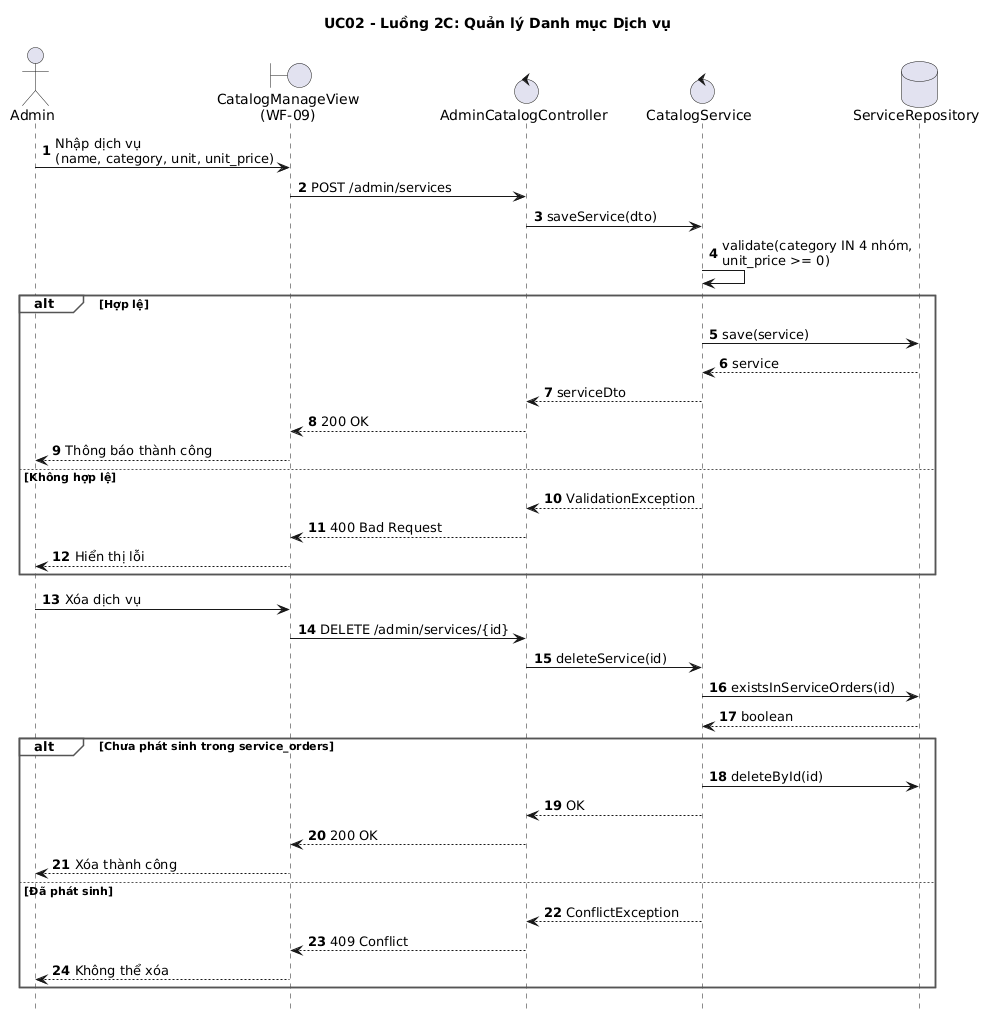 UC02 - Luồng 2C: Quản lý Danh mục Dịch vụ
Admin
CatalogManageView
(WF-09)
AdminCatalogController
CatalogService
ServiceRepository
1 Nhập dịch vụ
(name, category, unit, unit_price)
2 POST /admin/services
3 saveService(dto)
4 validate(category IN 4 nhóm,
unit_price >= 0)
alt [Hợp lệ]
5 save(service)
6 service
7 serviceDto
8 200 OK
9 Thông báo thành công
[Không hợp lệ]
10 ValidationException
11 400 Bad Request
12 Hiển thị lỗi
13 Xóa dịch vụ
14 DELETE /admin/services/{id}
15 deleteService(id)
16 existsInServiceOrders(id)
17 boolean
alt [Chưa phát sinh trong service_orders]
18 deleteById(id)
19 OK
20 200 OK
21 Xóa thành công
[Đã phát sinh]
22 ConflictException
23 409 Conflict
24 Không thể xóa